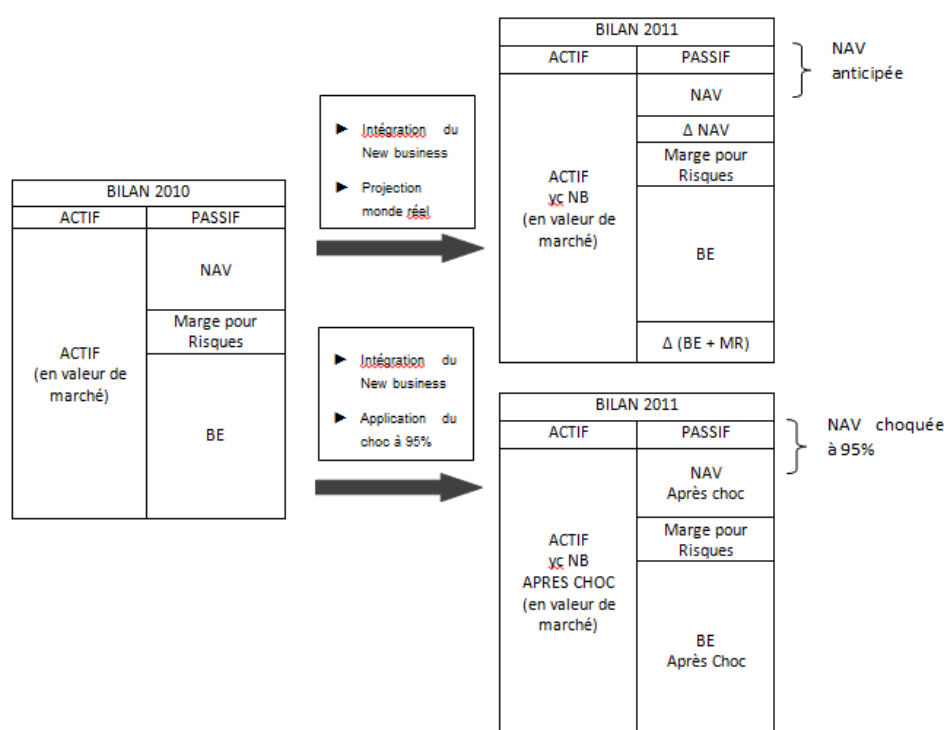 BILAN 2010
ACTIF PASSIF
ACTIF
(en valeur de
marché)
NAV
Marge pour
Risques
BE
► Intégration du
New business
► Projection
monde réel
► Intégration du
New business
► Application du
choc à 95%
BILAN 2011
ACTIF PASSIF
ACTIF
yc NB
(en valeur de
marché)
NAV
Δ NAV
Marge pour
Risques
BE
Δ (BE + MR)
NAV
anticipée
BILAN 2011
ACTIF PASSIF
ACTIF
yc NB
APRES CHOC
(en valeur de
marché)
NAV
Après choc
Marge pour
Risques
BE
Après Choc
NAV choquée
à 95%